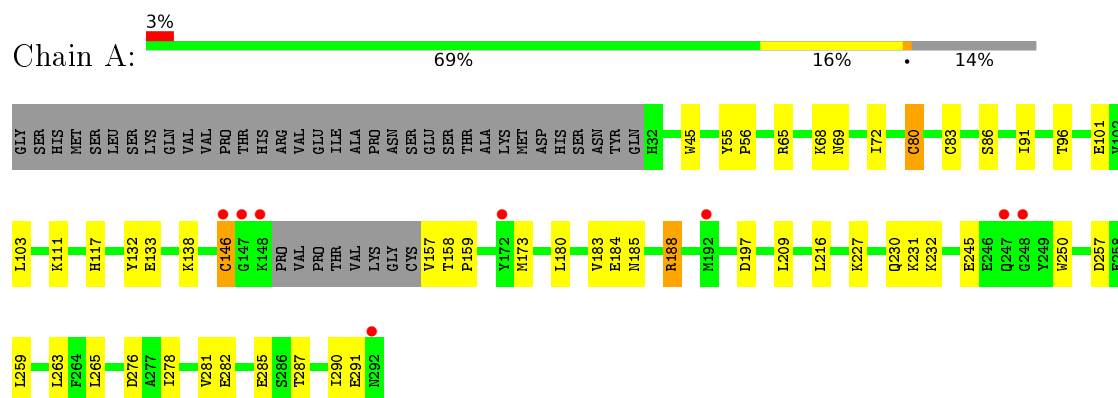 3%
Chain A:
69% 16% • 14%
GLY SER HIS MET SER LEU SER LYS GLN VAL VAL PRO THR HIS ARG VAL GLU ILE ALA PRO ASN SER GLU SER THR ALA LYS MET ASP HIS SER ASN TYR GLN H32 W45 Y55 P56 R65 K68 N69 I72 C80 C83 S86 I91 T96 E101 V102
L103 K111 H117 Y132 E133 K138 C146 G147 K148 PRO VAL PRO THR VAL LYS GLY CYS V157 T158 P159 Y172 M173 L180 V183 E184 N185 R188 M192 D197 L209 L216 K227 Q230 K231 K232 E245 E246 Q247 G248 Y249 W250 D257
L259 L263 F264 L265 D276 A277 I278 V281 E282 E285 S286 T287 I290 E291 N292